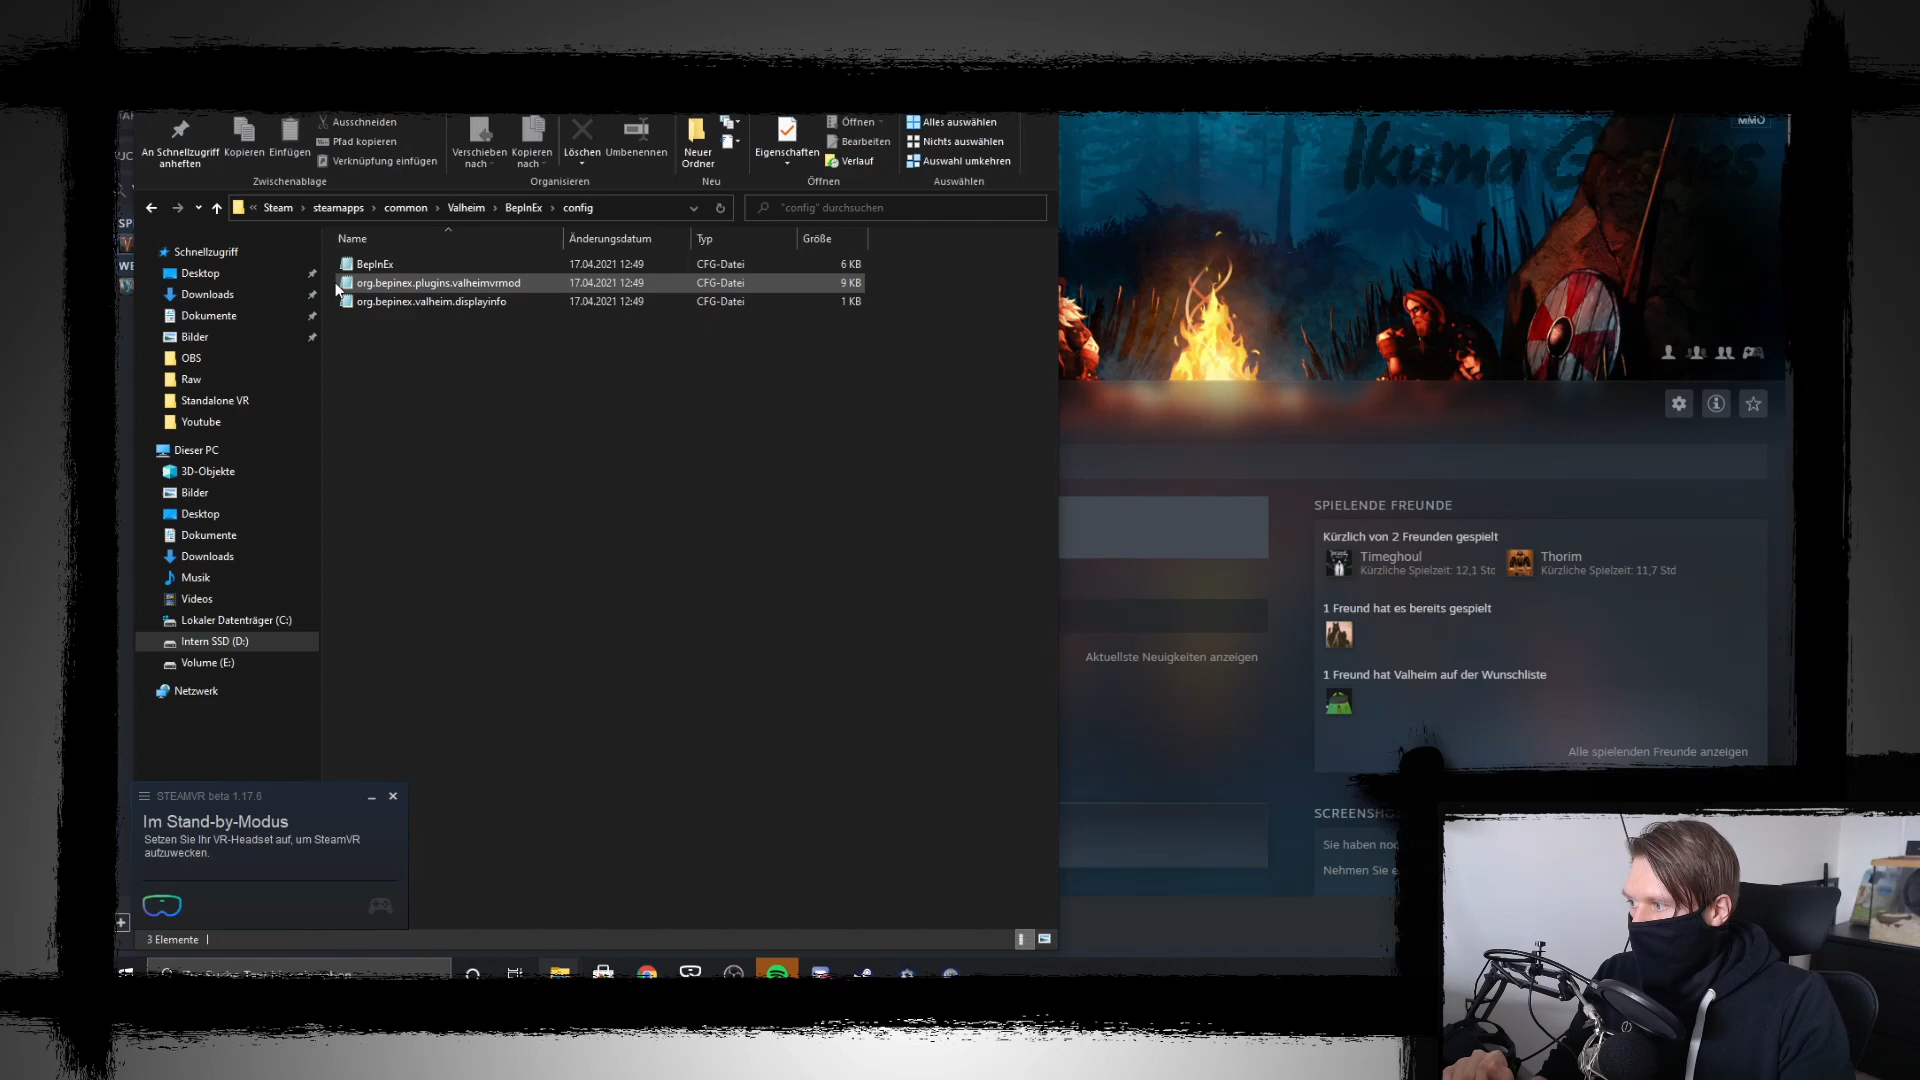 Ausschneiden
Pfad kopieren
Verknüpfung einfügen
An Schnellzugriff
anheften
Kopieren
Einfügen
Zwischenablage
Verschieben
nach
Kopieren
nach
Löschen
Umbenennen
Organisieren
Neuer
Ordner
Neu
Eigenschaften
Öffnen
Bearbeiten
Verlauf
Öffnen
Alles auswählen
Nichts auswählen
Auswahl umkehren
Auswählen
MMO
« Steam › steamapps › common › Valheim › BepInEx › config
"config" durchsuchen
Name Änderungsdatum Typ Größe
BepInEx 17.04.2021 12:49 CFG-Datei 6 KB
org.bepinex.plugins.valheimvrmod 17.04.2021 12:49 CFG-Datei 9 KB
org.bepinex.valheim.displayinfo 17.04.2021 12:49 CFG-Datei 1 KB
Schnellzugriff
Desktop
Downloads
Dokumente
Bilder
OBS
Raw
Standalone VR
Youtube
Dieser PC
3D-Objekte
Bilder
Desktop
Dokumente
Downloads
Musik
Videos
Lokaler Datenträger (C:)
Intern SSD (D:)
Volume (E:)
Netzwerk
STEAMVR beta 1.17.6
Im Stand-by-Modus
Setzen Sie Ihr VR-Headset auf, um SteamVR
aufzuwecken.
3 Elemente
Ikuma
SPIELENDE FREUNDE
Kürzlich von 2 Freunden gespielt
Timeghoul
Kürzliche Spielzeit: 12,1 Std
Thorim
Kürzliche Spielzeit: 11,7 Std
1 Freund hat es bereits gespielt
1 Freund hat Valheim auf der Wunschliste
Alle spielenden Freunde anzeigen
Aktuellste Neuigkeiten anzeigen
Sie haben
Nehmen Sie